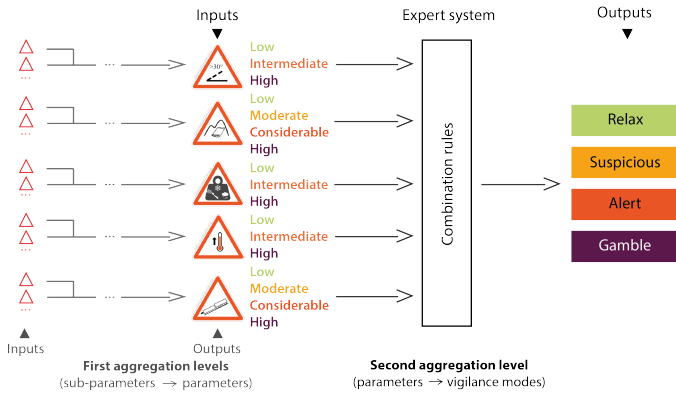 Inputs
Expert system
Outputs
Low
>30°
Intermediate
High
Low
Moderate
Considerable
High
Low
Intermediate
High
Low
Intermediate
High
Low
Moderate
Considerable
High
Combination rules
Relax
Suspicious
Alert
Gamble
Inputs
Outputs
First aggregation levels
(sub-parameters → parameters)
Second aggregation level
(parameters → vigilance modes)